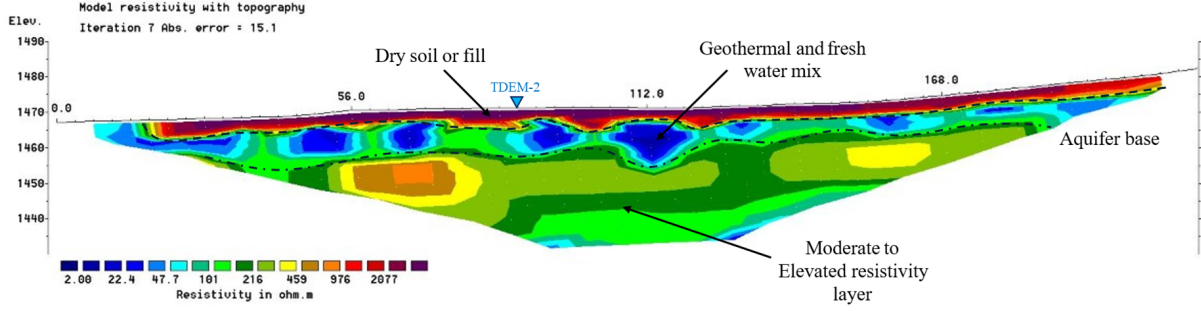 Model resistivity with topography
Elev.
Iteration 7 Abs. error = 15.1
1490
1480
1470
1460
1450
1440
0.0
56.0
112.0
168.0
Dry soil or fill
TDEM-2
Geothermal and fresh
water mix
Aquifer base
Moderate to
Elevated resistivity
layer
2.00 22.4 47.7 101 216 459 976 2077
Resistivity in ohm.m